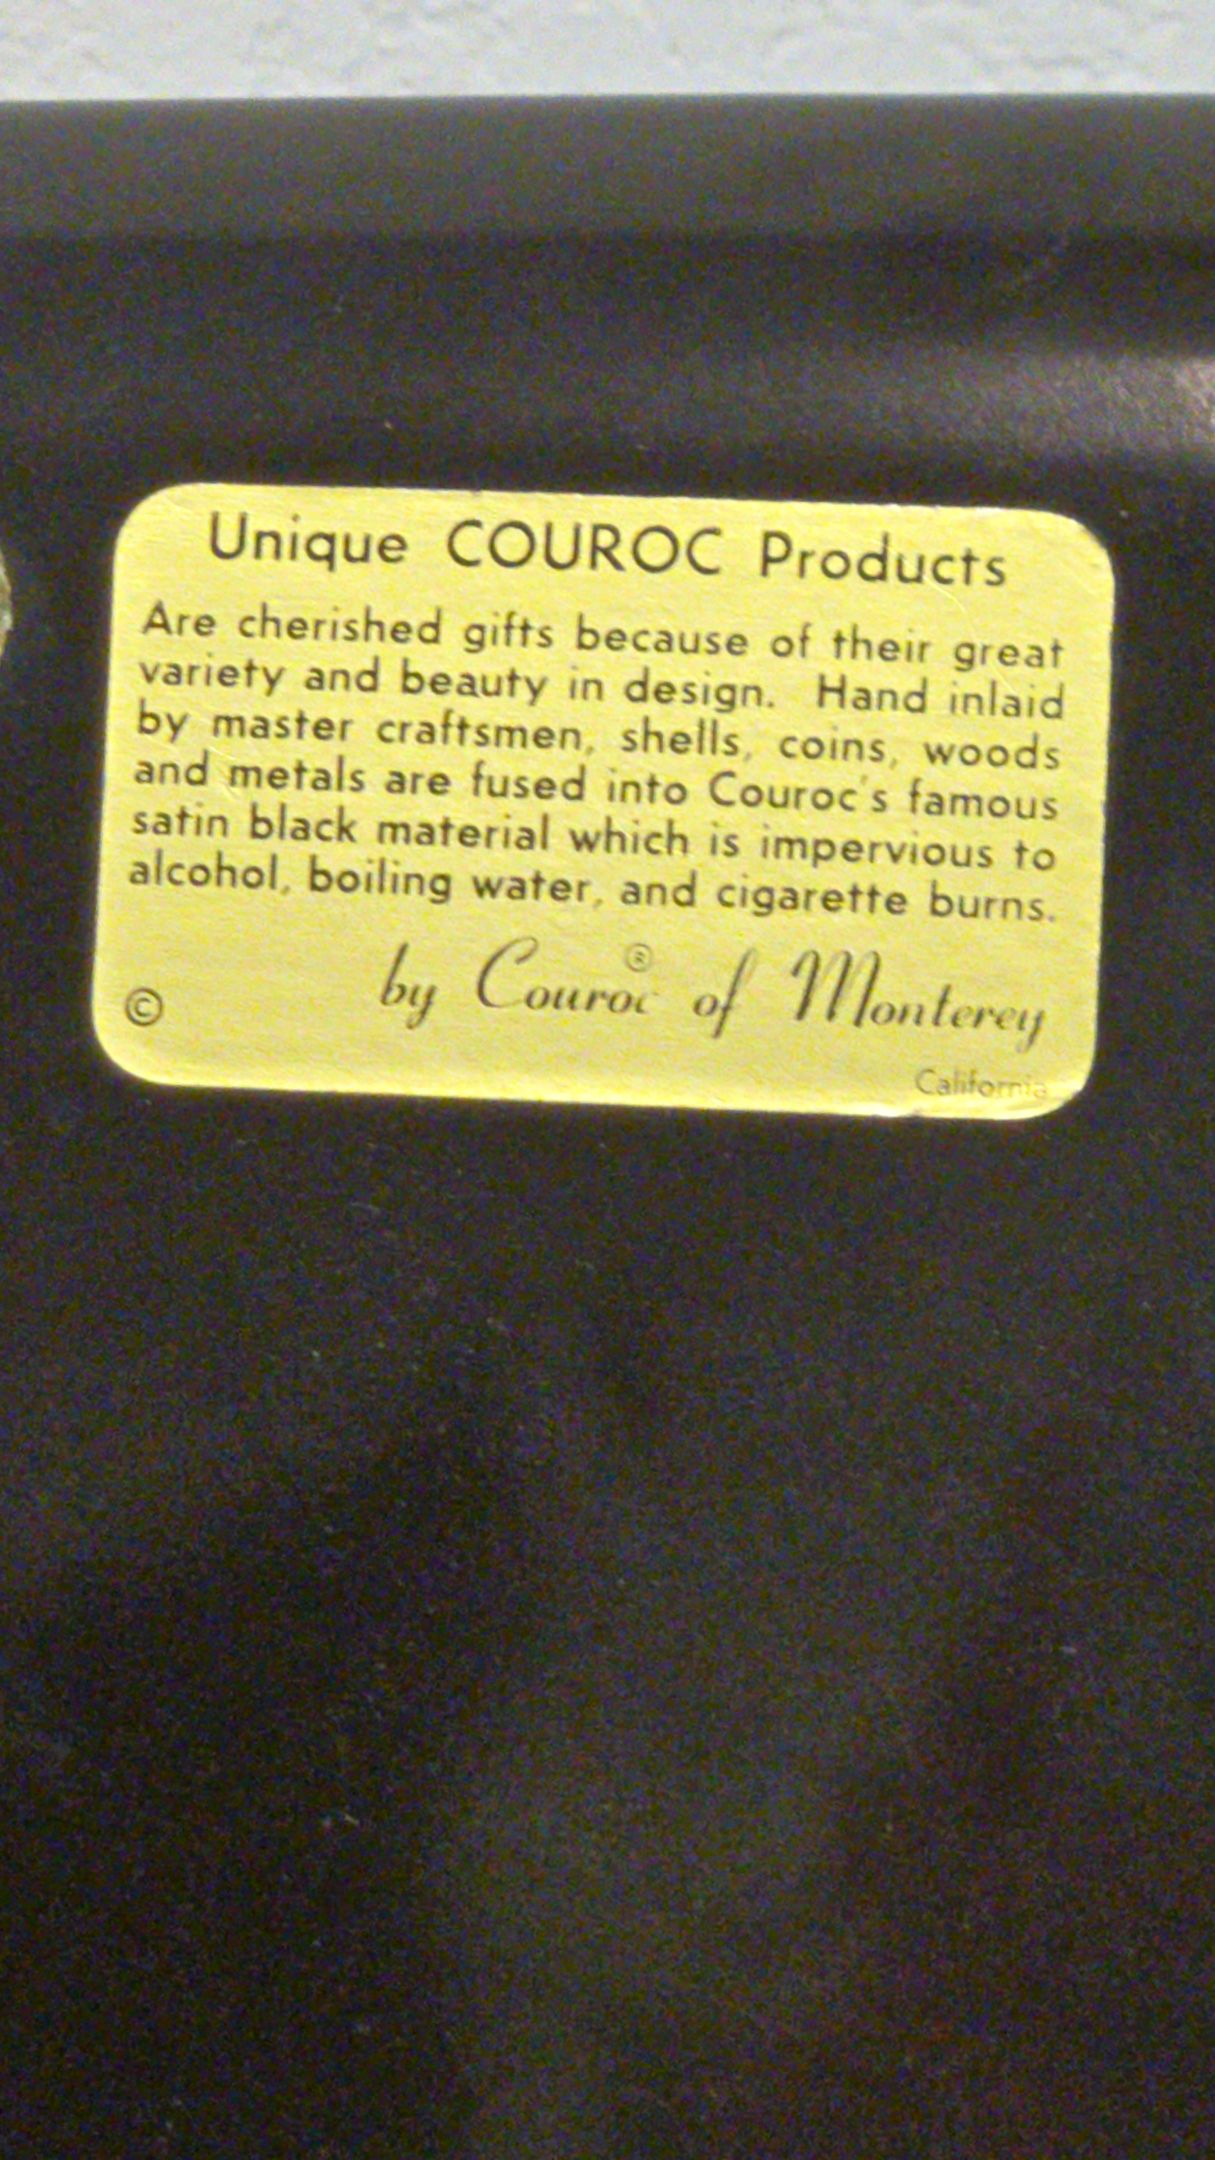 Unique COUROC Products
Are cherished gifts because of their great
variety and beauty in design. Hand inlaid
by master craftsmen, shells, coins, woods
and metals are fused into Couroc's famous
satin black material which is impervious to
alcohol, boiling water, and cigarette burns.
by Couroc® of Monterey
©
California